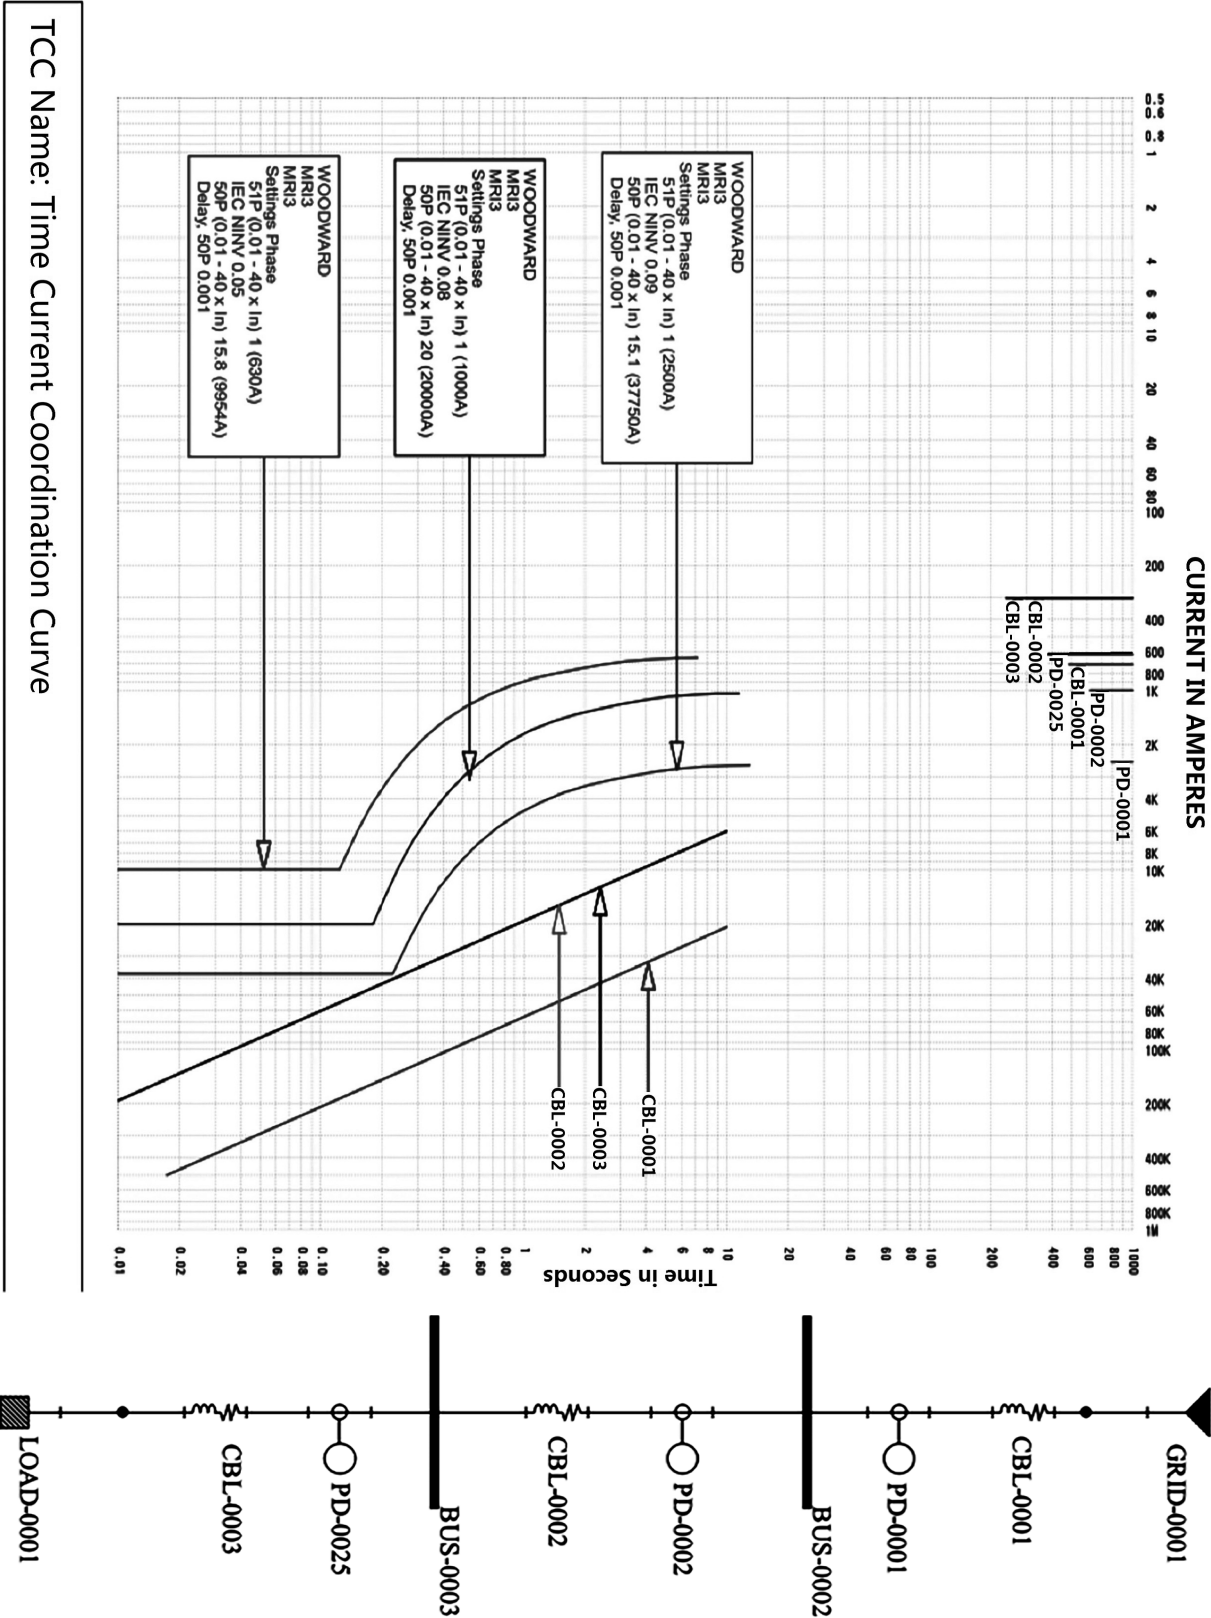 CURRENT IN AMPERES
0.5
0.6
0.8
1
2
4
6
8
10
20
40
60
80
100
200
400
600
800
1K
2K
4K
6K
8K
10K
20K
40K
60K
80K
100K
200K
400K
600K
800K
1M
PD-0001
PD-0002
CBL-0001
PD-0025
CBL-0002
CBL-0003
WOODWARD
MRI3
MRI3
Settings Phase
51P (0.01 - 40 x In) 1 (2500A)
IEC NINV 0.09
50P (0.01 - 40 x In) 15.1 (37750A)
Delay, 50P 0.001
WOODWARD
MRI3
MRI3
Settings Phase
51P (0.01 - 40 x In) 1 (1000A)
IEC NINV 0.08
50P (0.01 - 40 x In) 20 (20000A)
Delay, 50P 0.001
WOODWARD
MRI3
MRI3
Settings Phase
51P (0.01 - 40 x In) 1 (630A)
IEC NINV 0.05
50P (0.01 - 40 x In) 15.8 (9954A)
Delay, 50P 0.001
CBL-0001
CBL-0003
CBL-0002
1000
800
600
400
200
100
80
60
40
20
10
8
6
4
2
1
0.80
0.60
0.40
0.20
0.10
0.08
0.06
0.04
0.02
0.01
Time in Seconds
GRID-0001
CBL-0001
PD-0001
BUS-0002
PD-0002
CBL-0002
BUS-0003
PD-0025
CBL-0003
LOAD-0001
TCC Name: Time Current Coordination Curve